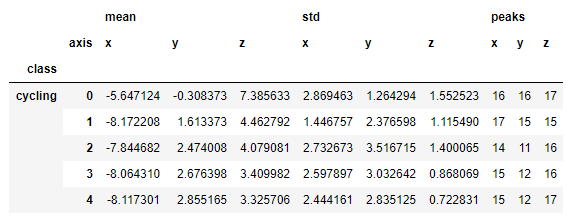 mean std peaks
axis x y z x y z x y z
class
cycling 0 -5.647124 -0.308373 7.385633 2.869463 1.264294 1.552523 16 16 17
1 -8.172208 1.613373 4.462792 1.446757 2.376598 1.115490 17 15 15
2 -7.844682 2.474008 4.079081 2.732673 3.516715 1.400065 14 11 16
3 -8.064310 2.676398 3.409982 2.597897 3.032642 0.868069 15 12 16
4 -8.117301 2.855165 3.325706 2.444161 2.835125 0.722831 15 12 17